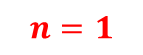 n = 1